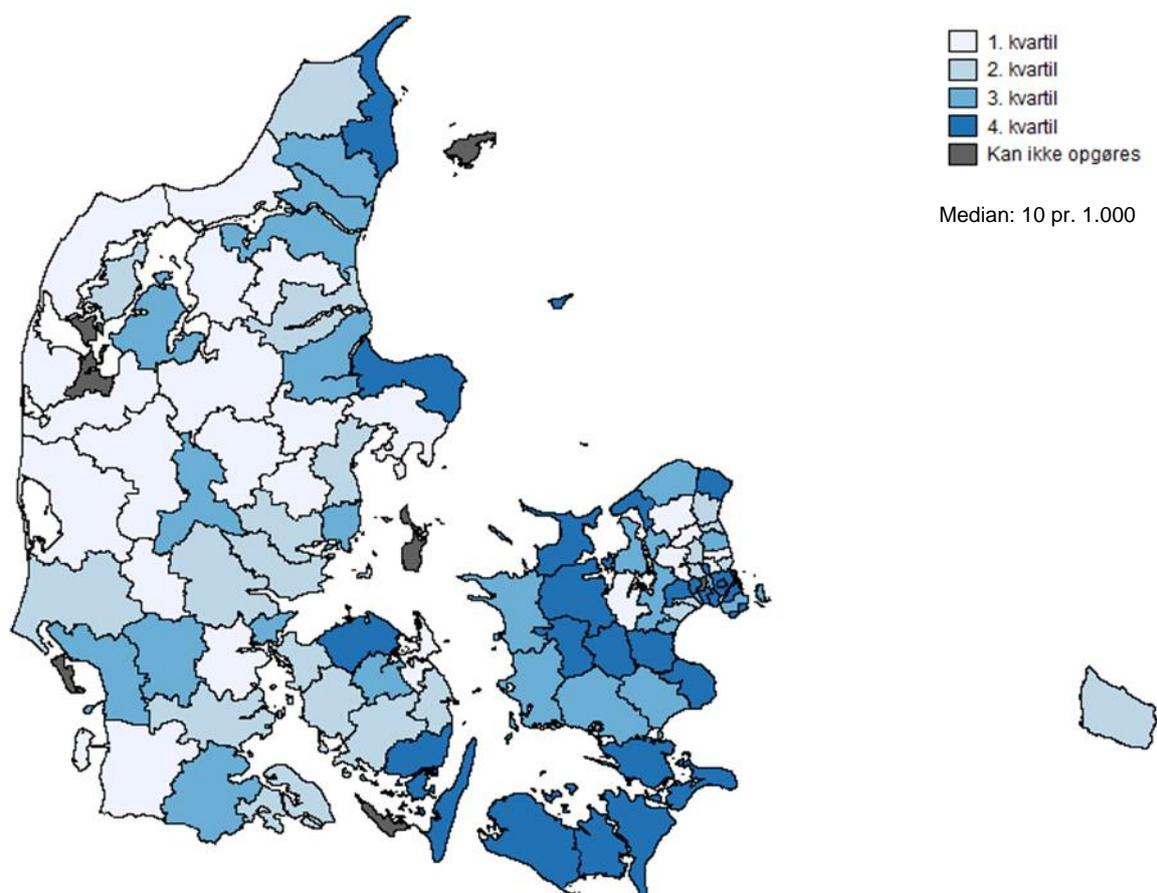 1. kvartil
2. kvartil
3. kvartil
4. kvartil
Kan ikke opgøres
Median: 10 pr. 1.000